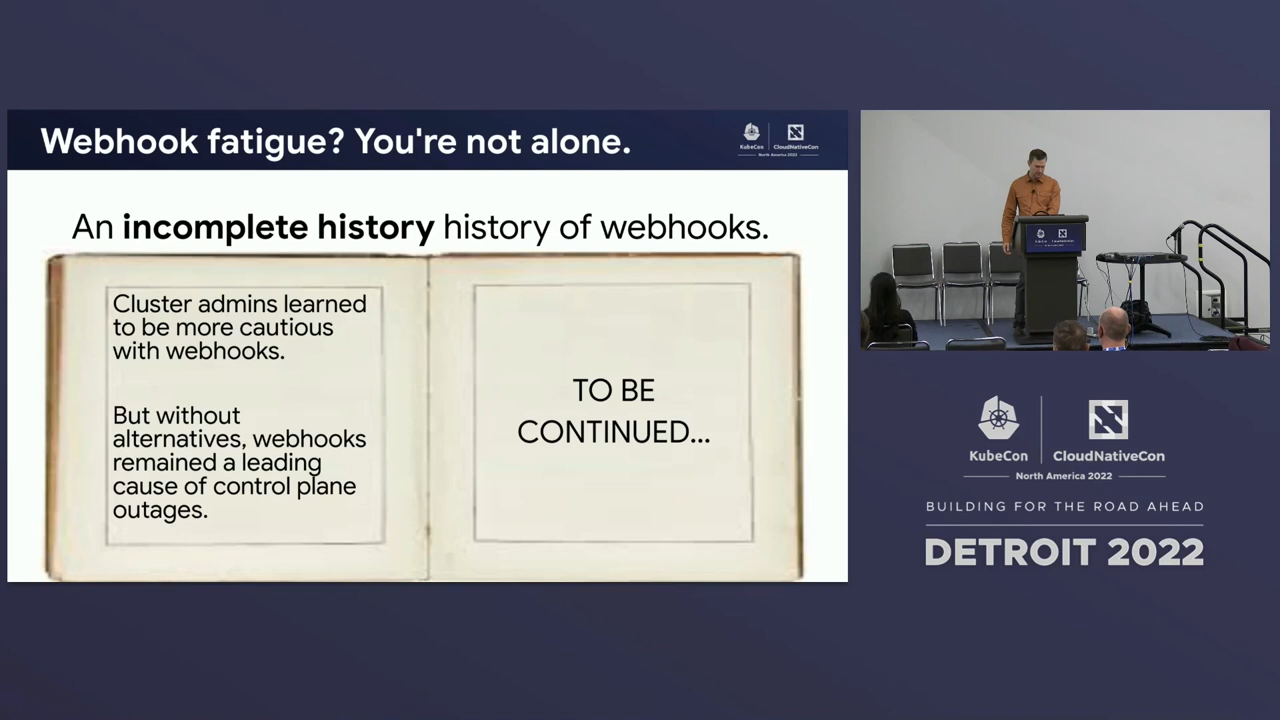 Webhook fatigue? You're not alone.
KubeCon
CloudNativeCon
North America 2022
An incomplete history history of webhooks.
Cluster admins learned
to be more cautious
with webhooks.
But without
alternatives, webhooks
remained a leading
cause of control plane
outages.
TO BE
CONTINUED...
KubeCon
CloudNativeCon
North America 2022
BUILDING FOR THE ROAD AHEAD
DETROIT 2022